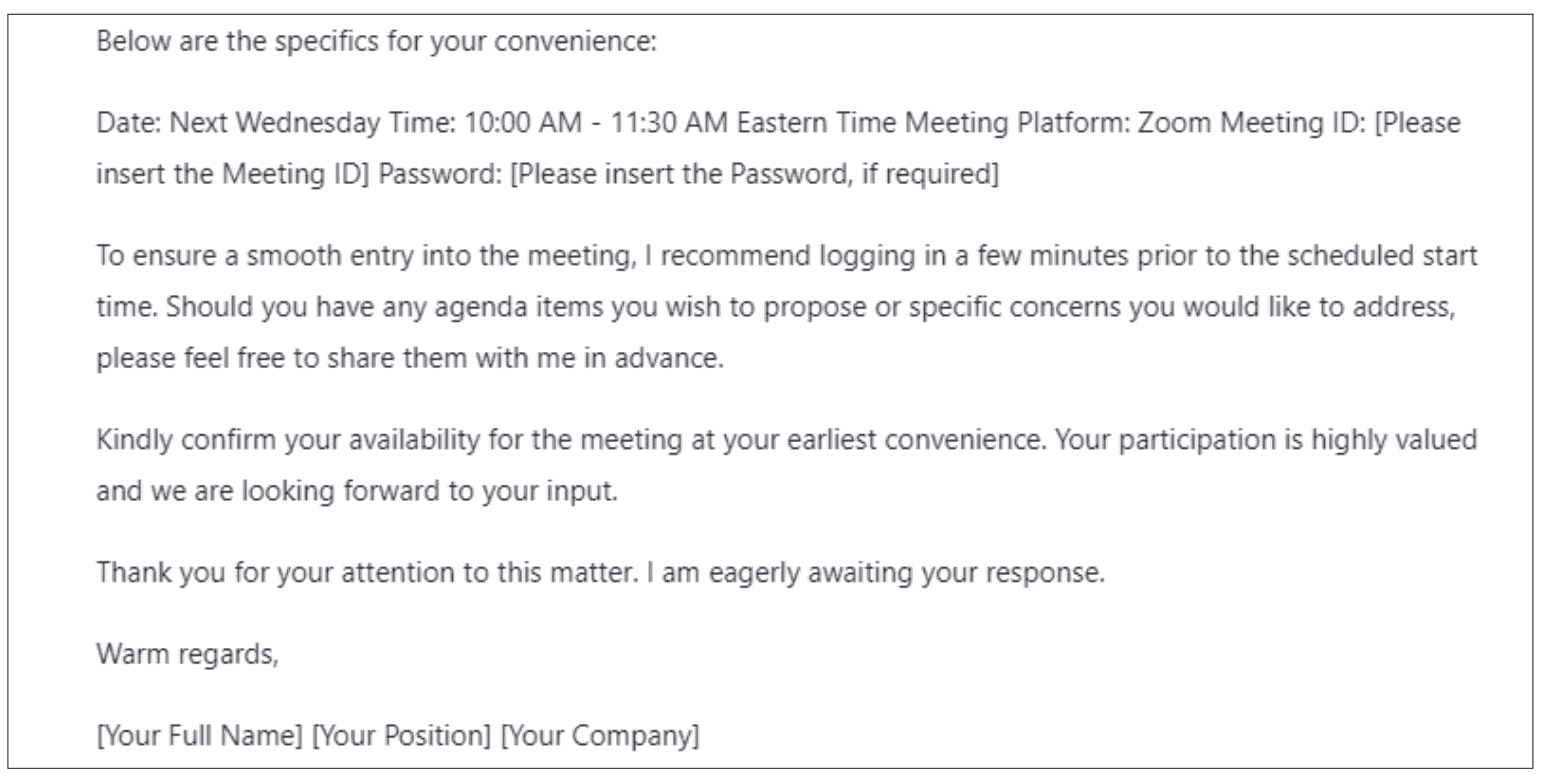 Below are the specifics for your convenience:
Date: Next Wednesday Time: 10:00 AM - 11:30 AM Eastern Time Meeting Platform: Zoom Meeting ID: [Please
insert the Meeting ID] Password: [Please insert the Password, if required]
To ensure a smooth entry into the meeting, I recommend logging in a few minutes prior to the scheduled start
time. Should you have any agenda items you wish to propose or specific concerns you would like to address,
please feel free to share them with me in advance.
Kindly confirm your availability for the meeting at your earliest convenience. Your participation is highly valued
and we are looking forward to your input.
Thank you for your attention to this matter. I am eagerly awaiting your response.
Warm regards,
[Your Full Name] [Your Position] [Your Company]